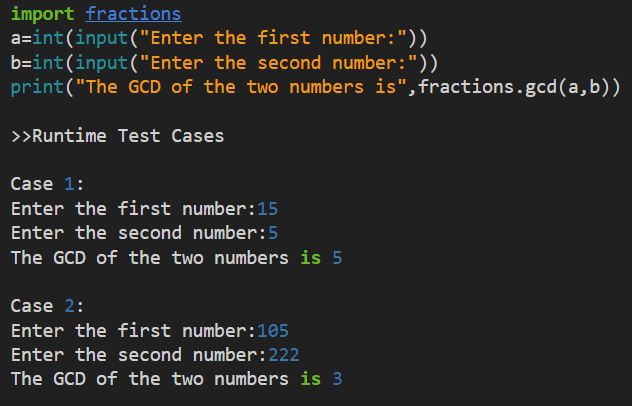 import fractions
a=int(input("Enter the first number:"))
b=int(input("Enter the second number:"))
print("The GCD of the two numbers is",fractions.gcd(a,b))
>>Runtime Test Cases
Case 1:
Enter the first number:15
Enter the second number:5
The GCD of the two numbers is 5
Case 2:
Enter the first number:105
Enter the second number:222
The GCD of the two numbers is 3